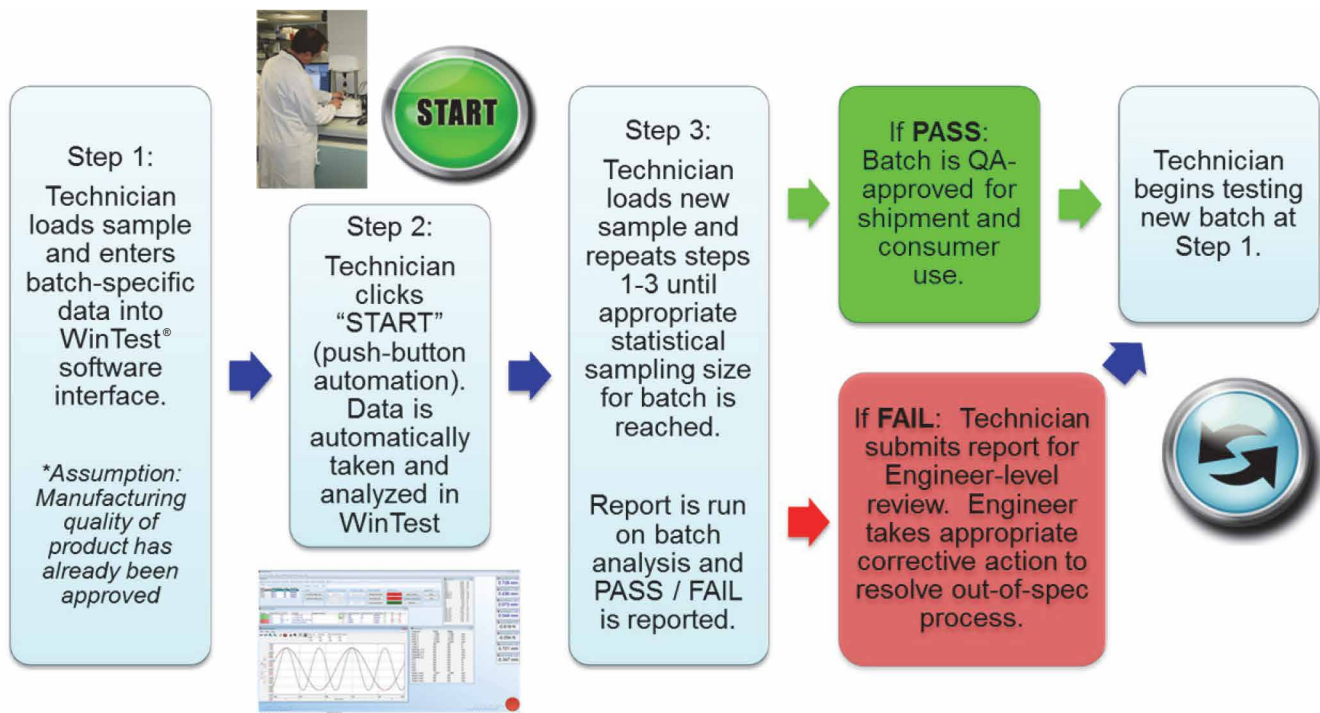 Step 1:
Technician
loads sample
and enters
batch-specific
data into
WinTest®
software
interface.
*Assumption:
Manufacturing
quality of
product has
already been
approved
START
Step 2:
Technician
clicks
“START”
(push-button
automation).
Data is
automatically
taken and
analyzed in
WinTest
Step 3:
Technician
loads new
sample and
repeats steps
1-3 until
appropriate
statistical
sampling size
for batch is
reached.
Report is run
on batch
analysis and
PASS / FAIL
is reported.
If PASS:
Batch is QA-
approved for
shipment and
consumer
use.
If FAIL: Technician
submits report for
Engineer-level
review. Engineer
takes appropriate
corrective action to
resolve out-of-spec
process.
Technician
begins testing
new batch at
Step 1.